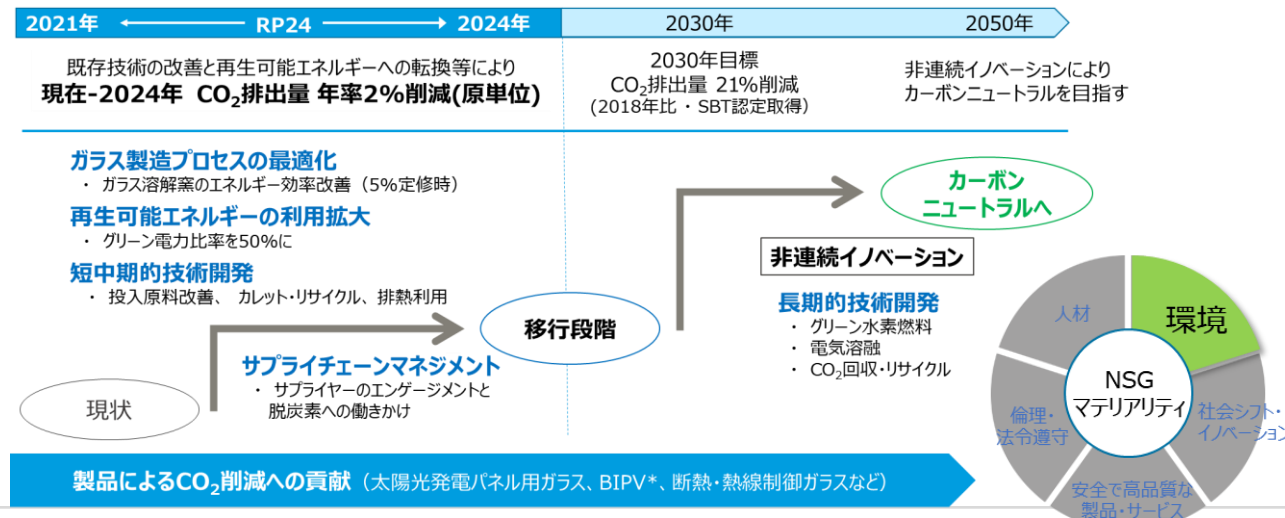 2021年 RP24 2024年 2030年 2050年
既存技術の改善と再生可能エネルギーへの転換等により
現在-2024年 CO₂排出量 年率2%削減(原単位)
2030年目標
CO₂排出量 21%削減
(2018年比・SBT認定取得)
非連続イノベーションにより
カーボンニュートラルを目指す
ガラス製造プロセスの最適化
・ ガラス溶解窯のエネルギー効率改善（5%定修時）
再生可能エネルギーの利用拡大
・ グリーン電力比率を50%に
短中期的技術開発
・ 投入原料改善、 カレット・リサイクル、排熱利用
サプライチェーンマネジメント
・ サプライヤーのエンゲージメントと
脱炭素への働きかけ
現状
移行段階
カーボン
ニュートラルへ
非連続イノベーション
長期的技術開発
・ グリーン水素燃料
・ 電気溶融
・ CO₂回収・リサイクル
人材
環境
NSG
マテリアリティ
倫理・
法令遵守
社会シフト・
イノベーション
安全で高品質な
製品・サービス
製品によるCO₂削減への貢献（太陽光発電パネル用ガラス、BIPV*、断熱・熱線制御ガラスなど）